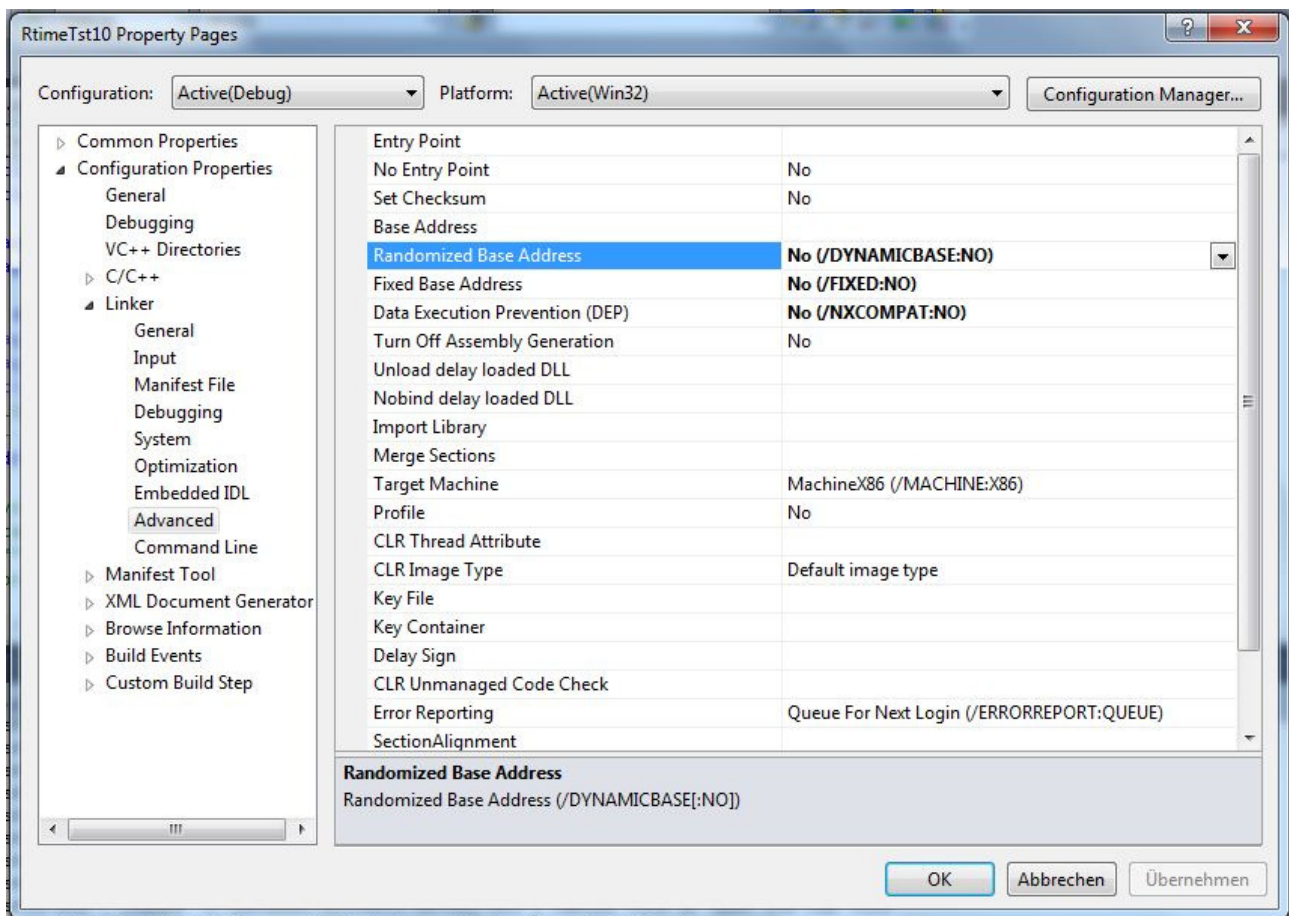 RtimeTst10 Property Pages
Configuration: Active(Debug) Platform: Active(Win32) Configuration Manager...
Common Properties
Configuration Properties
General
Debugging
VC++ Directories
C/C++
Linker
General
Input
Manifest File
Debugging
System
Optimization
Embedded IDL
Advanced
Command Line
Manifest Tool
XML Document Generator
Browse Information
Build Events
Custom Build Step
Entry Point
No Entry Point No
Set Checksum No
Base Address
Randomized Base Address No (/DYNAMICBASE:NO)
Fixed Base Address No (/FIXED:NO)
Data Execution Prevention (DEP) No (/NXCOMPAT:NO)
Turn Off Assembly Generation No
Unload delay loaded DLL
Nobind delay loaded DLL
Import Library
Merge Sections
Target Machine MachineX86 (/MACHINE:X86)
Profile No
CLR Thread Attribute
CLR Image Type Default image type
Key File
Key Container
Delay Sign
CLR Unmanaged Code Check
Error Reporting Queue For Next Login (/ERRORREPORT:QUEUE)
SectionAlignment
Randomized Base Address
Randomized Base Address (/DYNAMICBASE[:NO])
OK Abbrechen Übernehmen